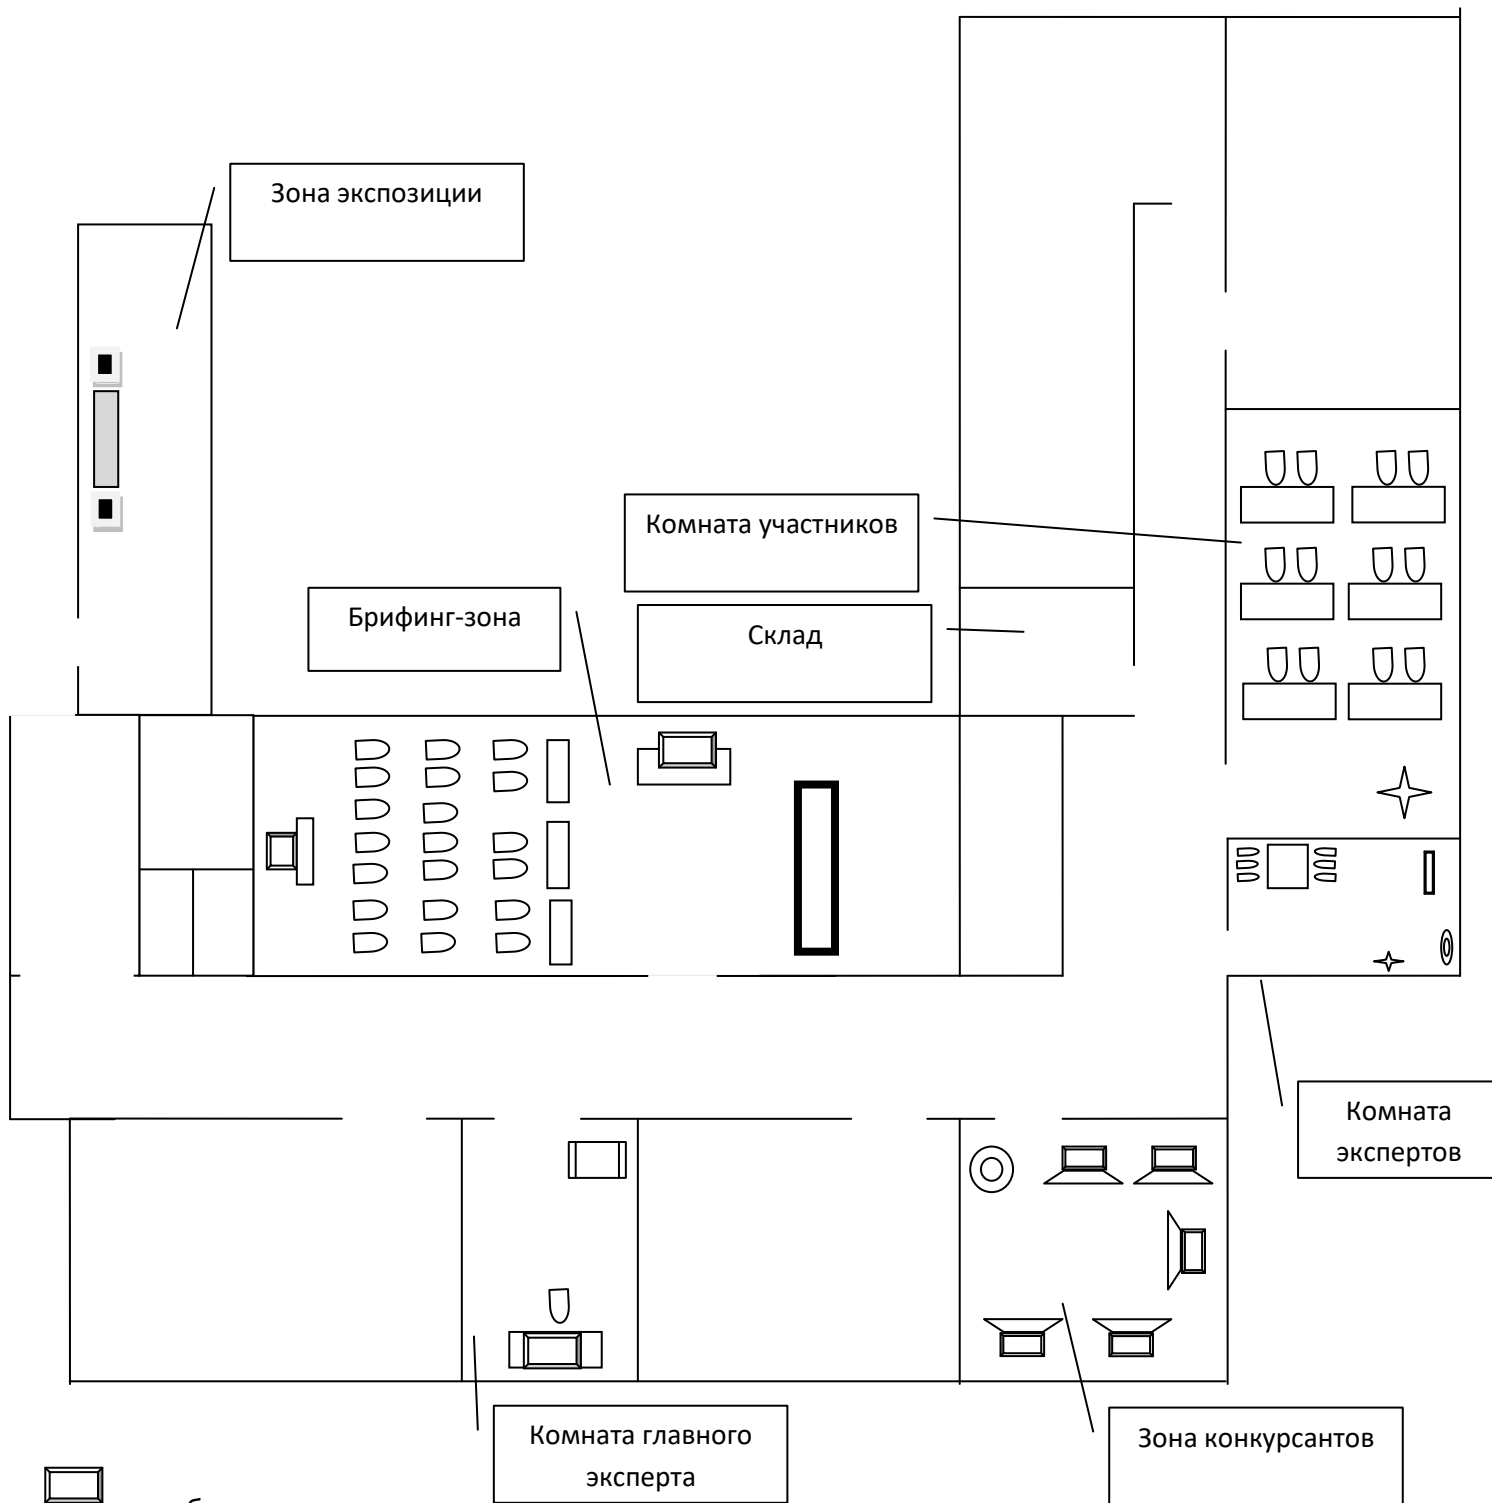 Зона экспозиции
Комната участников
Брифинг-зона
Склад
Комната
экспертов
Комната главного
эксперта
Зона конкурсантов